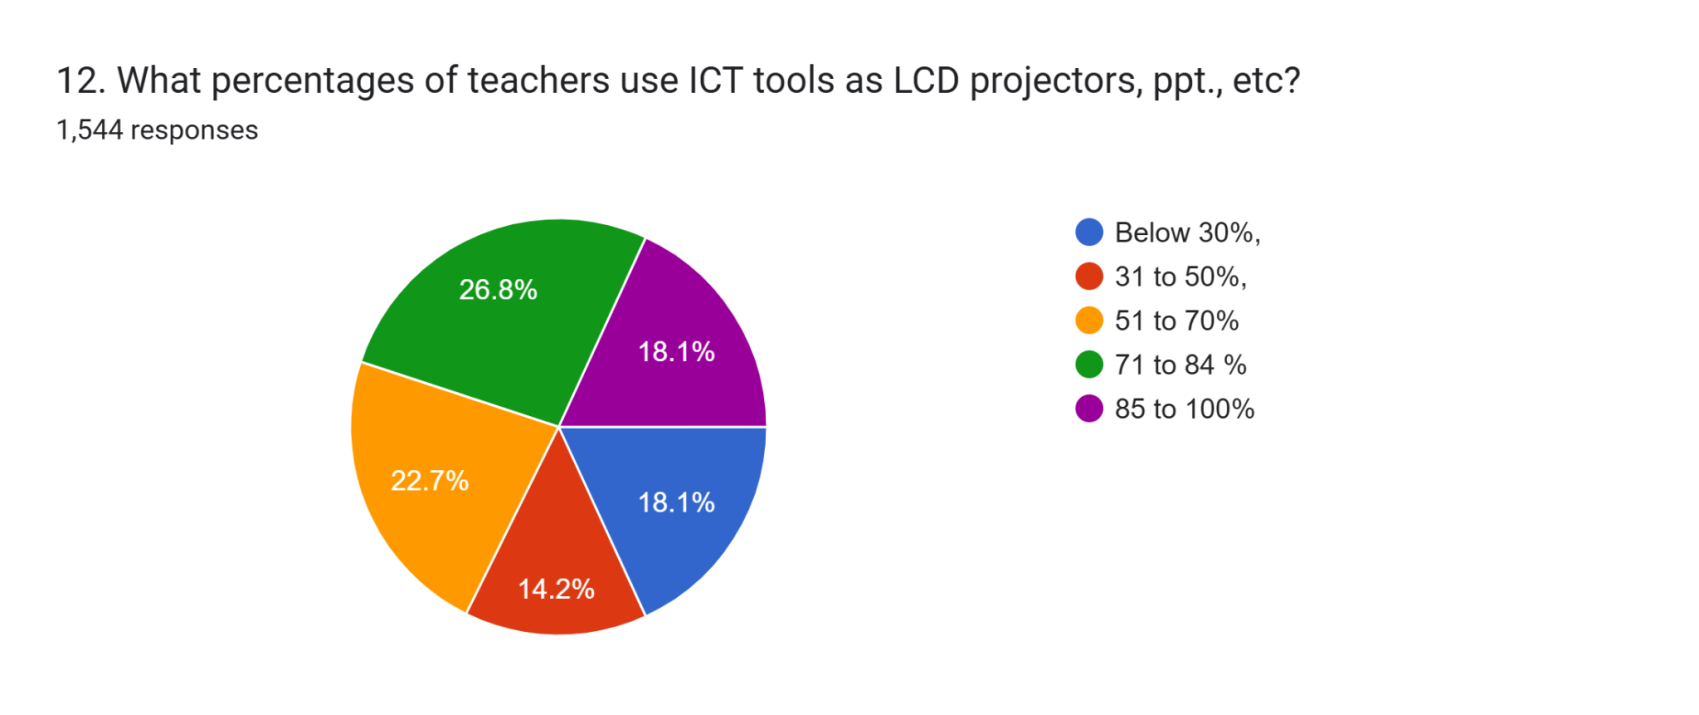 12. What percentages of teachers use ICT tools as LCD projectors, ppt., etc?
1,544 responses
26.8%
18.1%
22.7%
18.1%
14.2%
Below 30%,
31 to 50%,
51 to 70%
71 to 84 %
85 to 100%